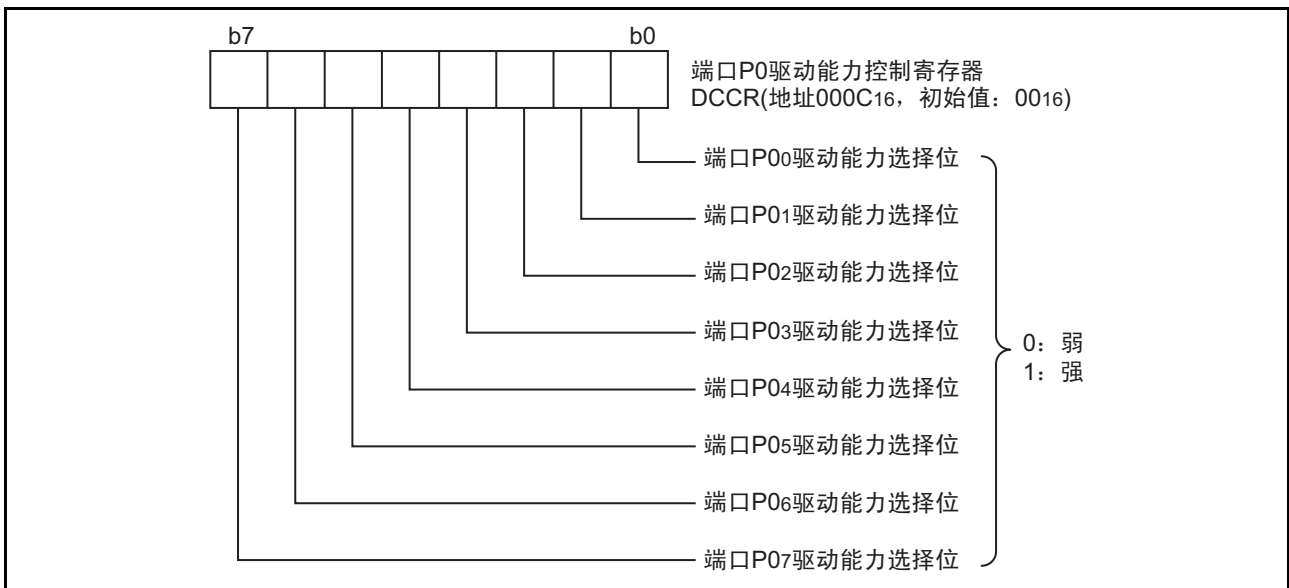 b7 b0
端口P0驱动能力控制寄存器
DCCR(地址000C16，初始值：0016)
端口P00驱动能力选择位
端口P01驱动能力选择位
端口P02驱动能力选择位
端口P03驱动能力选择位
0：弱
1：强
端口P04驱动能力选择位
端口P05驱动能力选择位
端口P06驱动能力选择位
端口P07驱动能力选择位